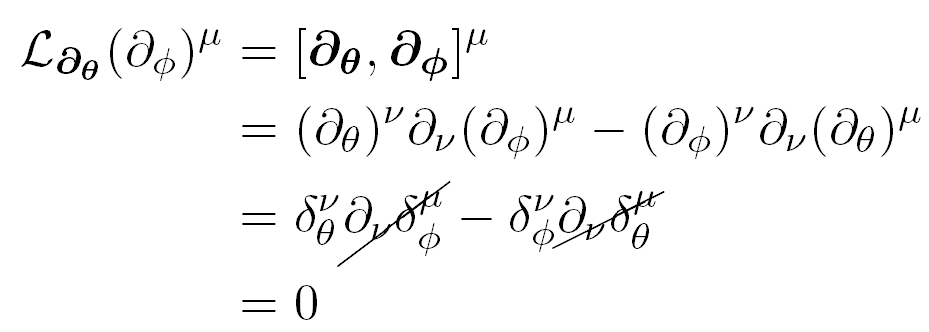 $\mathcal{L}_{\boldsymbol{\partial_\theta}}(\partial_\phi)^\mu = [\boldsymbol{\partial_\theta}, \boldsymbol{\partial_\phi}]^\mu$
$= (\partial_\theta)^\nu \partial_\nu (\partial_\phi)^\mu - (\partial_\phi)^\nu \partial_\nu (\partial_\theta)^\mu$
$= \delta^\nu_\theta \cancel{\partial_\nu \delta^\mu_\phi} - \delta^\nu_\phi \cancel{\partial_\nu \delta^\mu_\theta}$
$= 0$